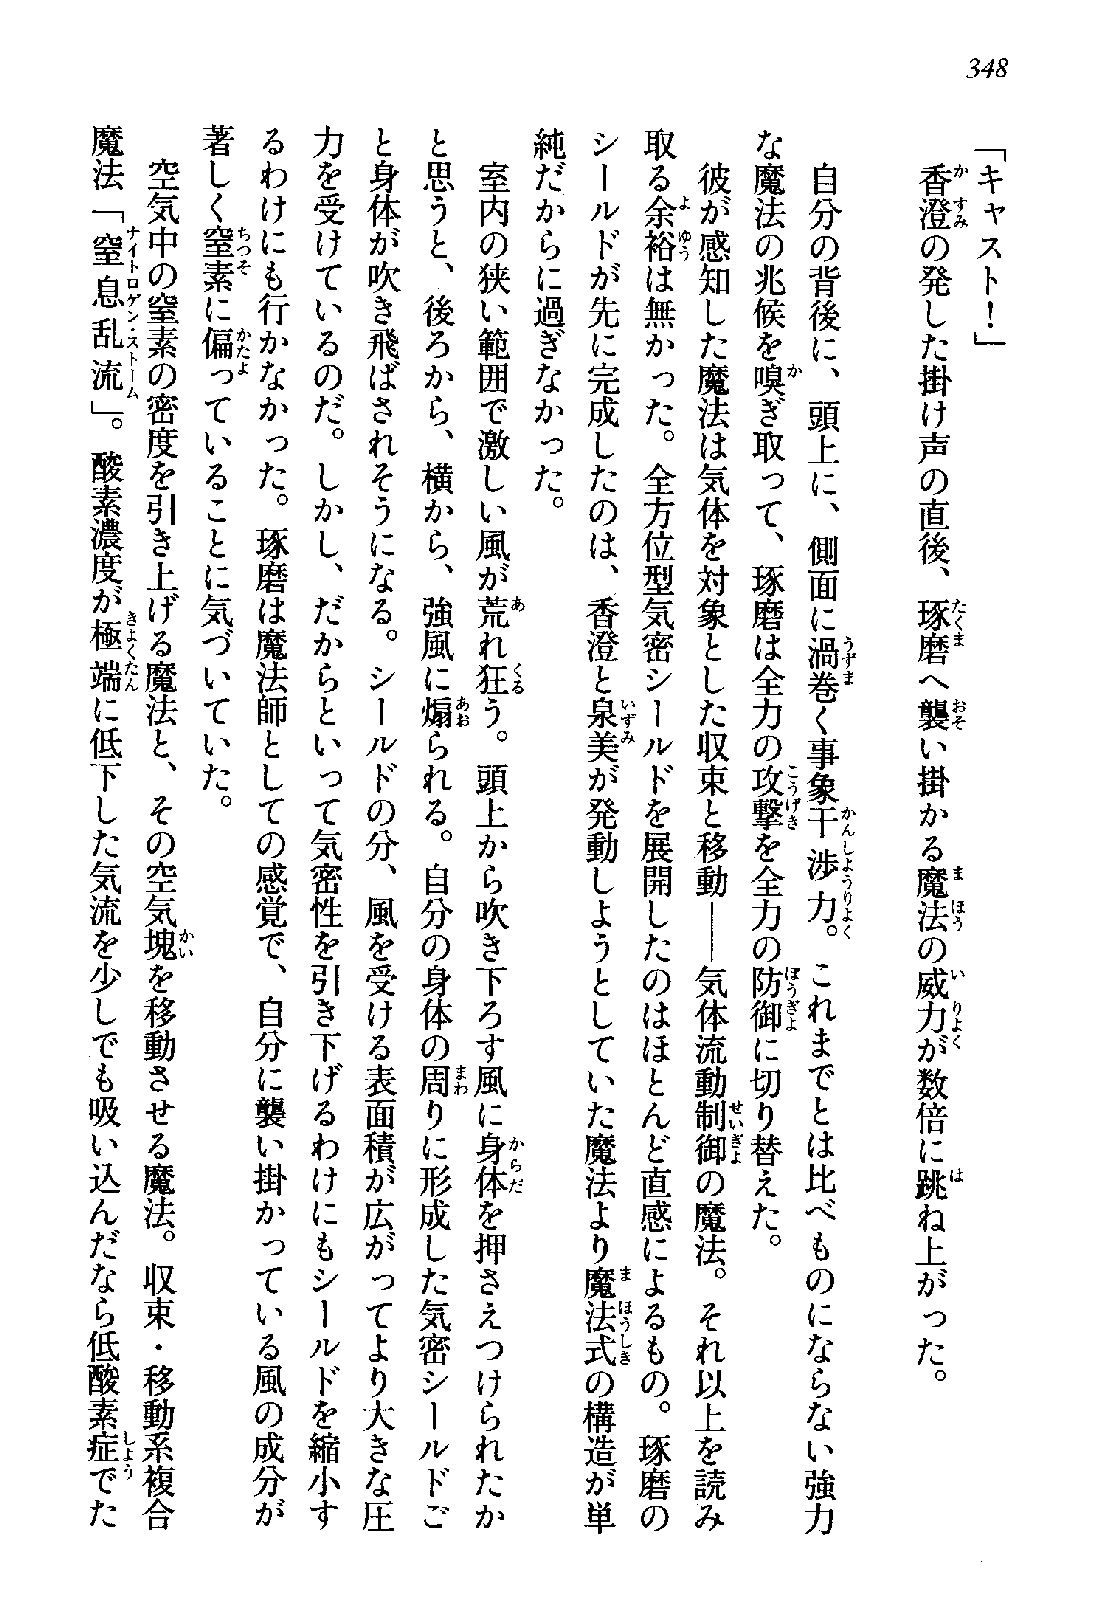 348
「キャスト！」
香澄の発した掛け声の直後、琢磨へ襲い掛かる魔法の威力が数倍に跳ね上がった。
自分の背後に、頭上に、側面に渦巻く事象干渉力。これまでとは比べものにならない強力
な魔法の兆候を嗅ぎ取って、琢磨は全力の攻撃を全力の防御に切り替えた。
彼が感知した魔法は気体を対象とした収束と移動――気体流動制御の魔法。それ以上を読み
取る余裕は無かった。全方位型気密シールドを展開したのはほとんど直感によるもの。琢磨の
シールドが先に完成したのは、香澄と泉美が発動しようとしていた魔法より魔法式の構造が単
純だからに過ぎなかった。
室内の狭い範囲で激しい風が荒れ狂う。頭上から吹き下ろす風に身体を押さえつけられたか
と思うと、後ろから、横から、強風に煽られる。自分の身体の周りに形成した気密シールドご
と身体が吹き飛ばされそうになる。シールドの分、風を受ける表面積が広がってより大きな圧
力を受けているのだ。しかし、だからといって気密性を引き下げるわけにもシールドを縮小す
るわけにも行かなかった。琢磨は魔法師としての感覚で、自分に襲い掛かっている風の成分が
著しく窒素に偏っていることに気づいていた。
空気中の窒素の密度を引き上げる魔法と、その空気塊を移動させる魔法。収束・移動系複合
魔法「窒息乱流」。酸素濃度が極端に低下した気流を少しでも吸い込んだなら低酸素症でた